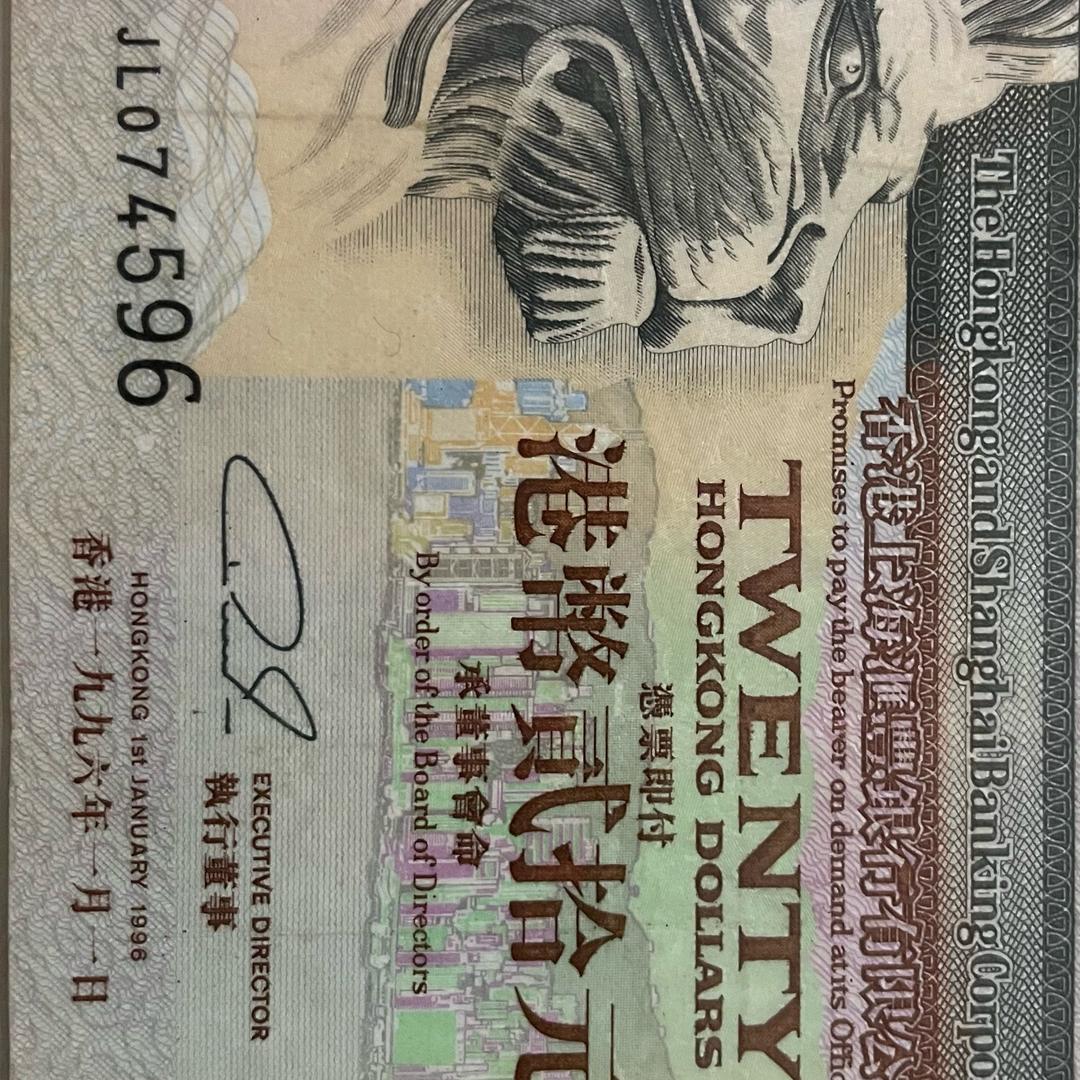 The Hongkong and Shanghai Banking Corpo
香港上海滙豐銀行有限公
Promises to pay the bearer on demand at its Offic
TWENTY
HONGKONG DOLLARS
憑票即付
港幣貳拾元
承董事會命
By order of the Board of Directors
EXECUTIVE DIRECTOR
執行董事
HONGKONG 1st JANUARY 1996
香港一九九六年一月一日
JL074596